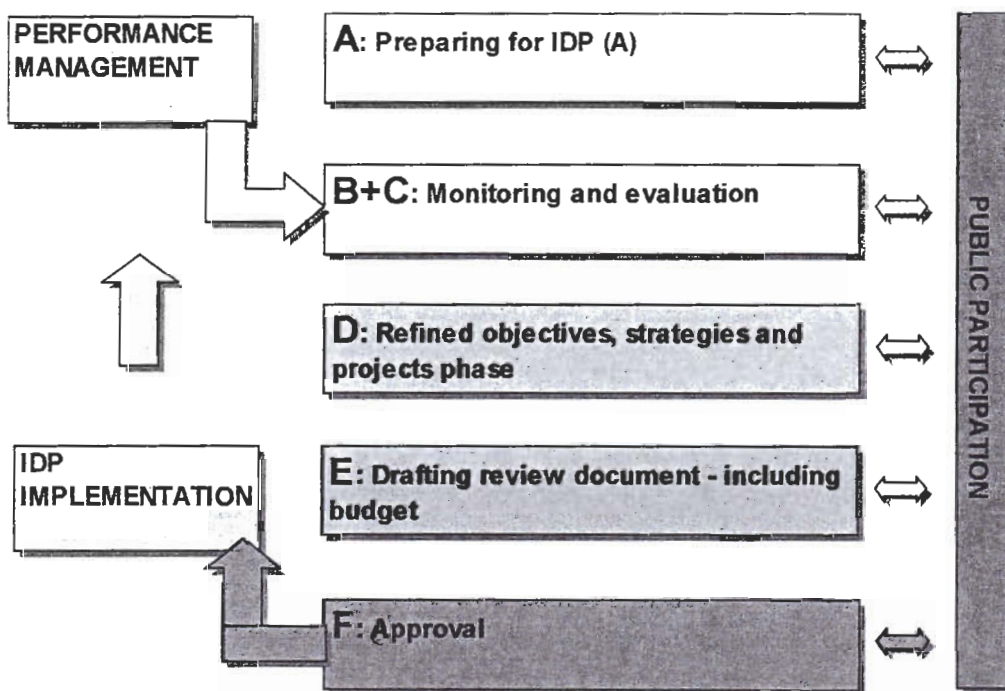 PERFORMANCE
MANAGEMENT
A: Preparing for IDP (A)
B+C: Monitoring and evaluation
D: Refined objectives, strategies and
projects phase
IDP
IMPLEMENTATION
E: Drafting review document - including
budget
F: Approval
PUBLIC PARTICIPATION